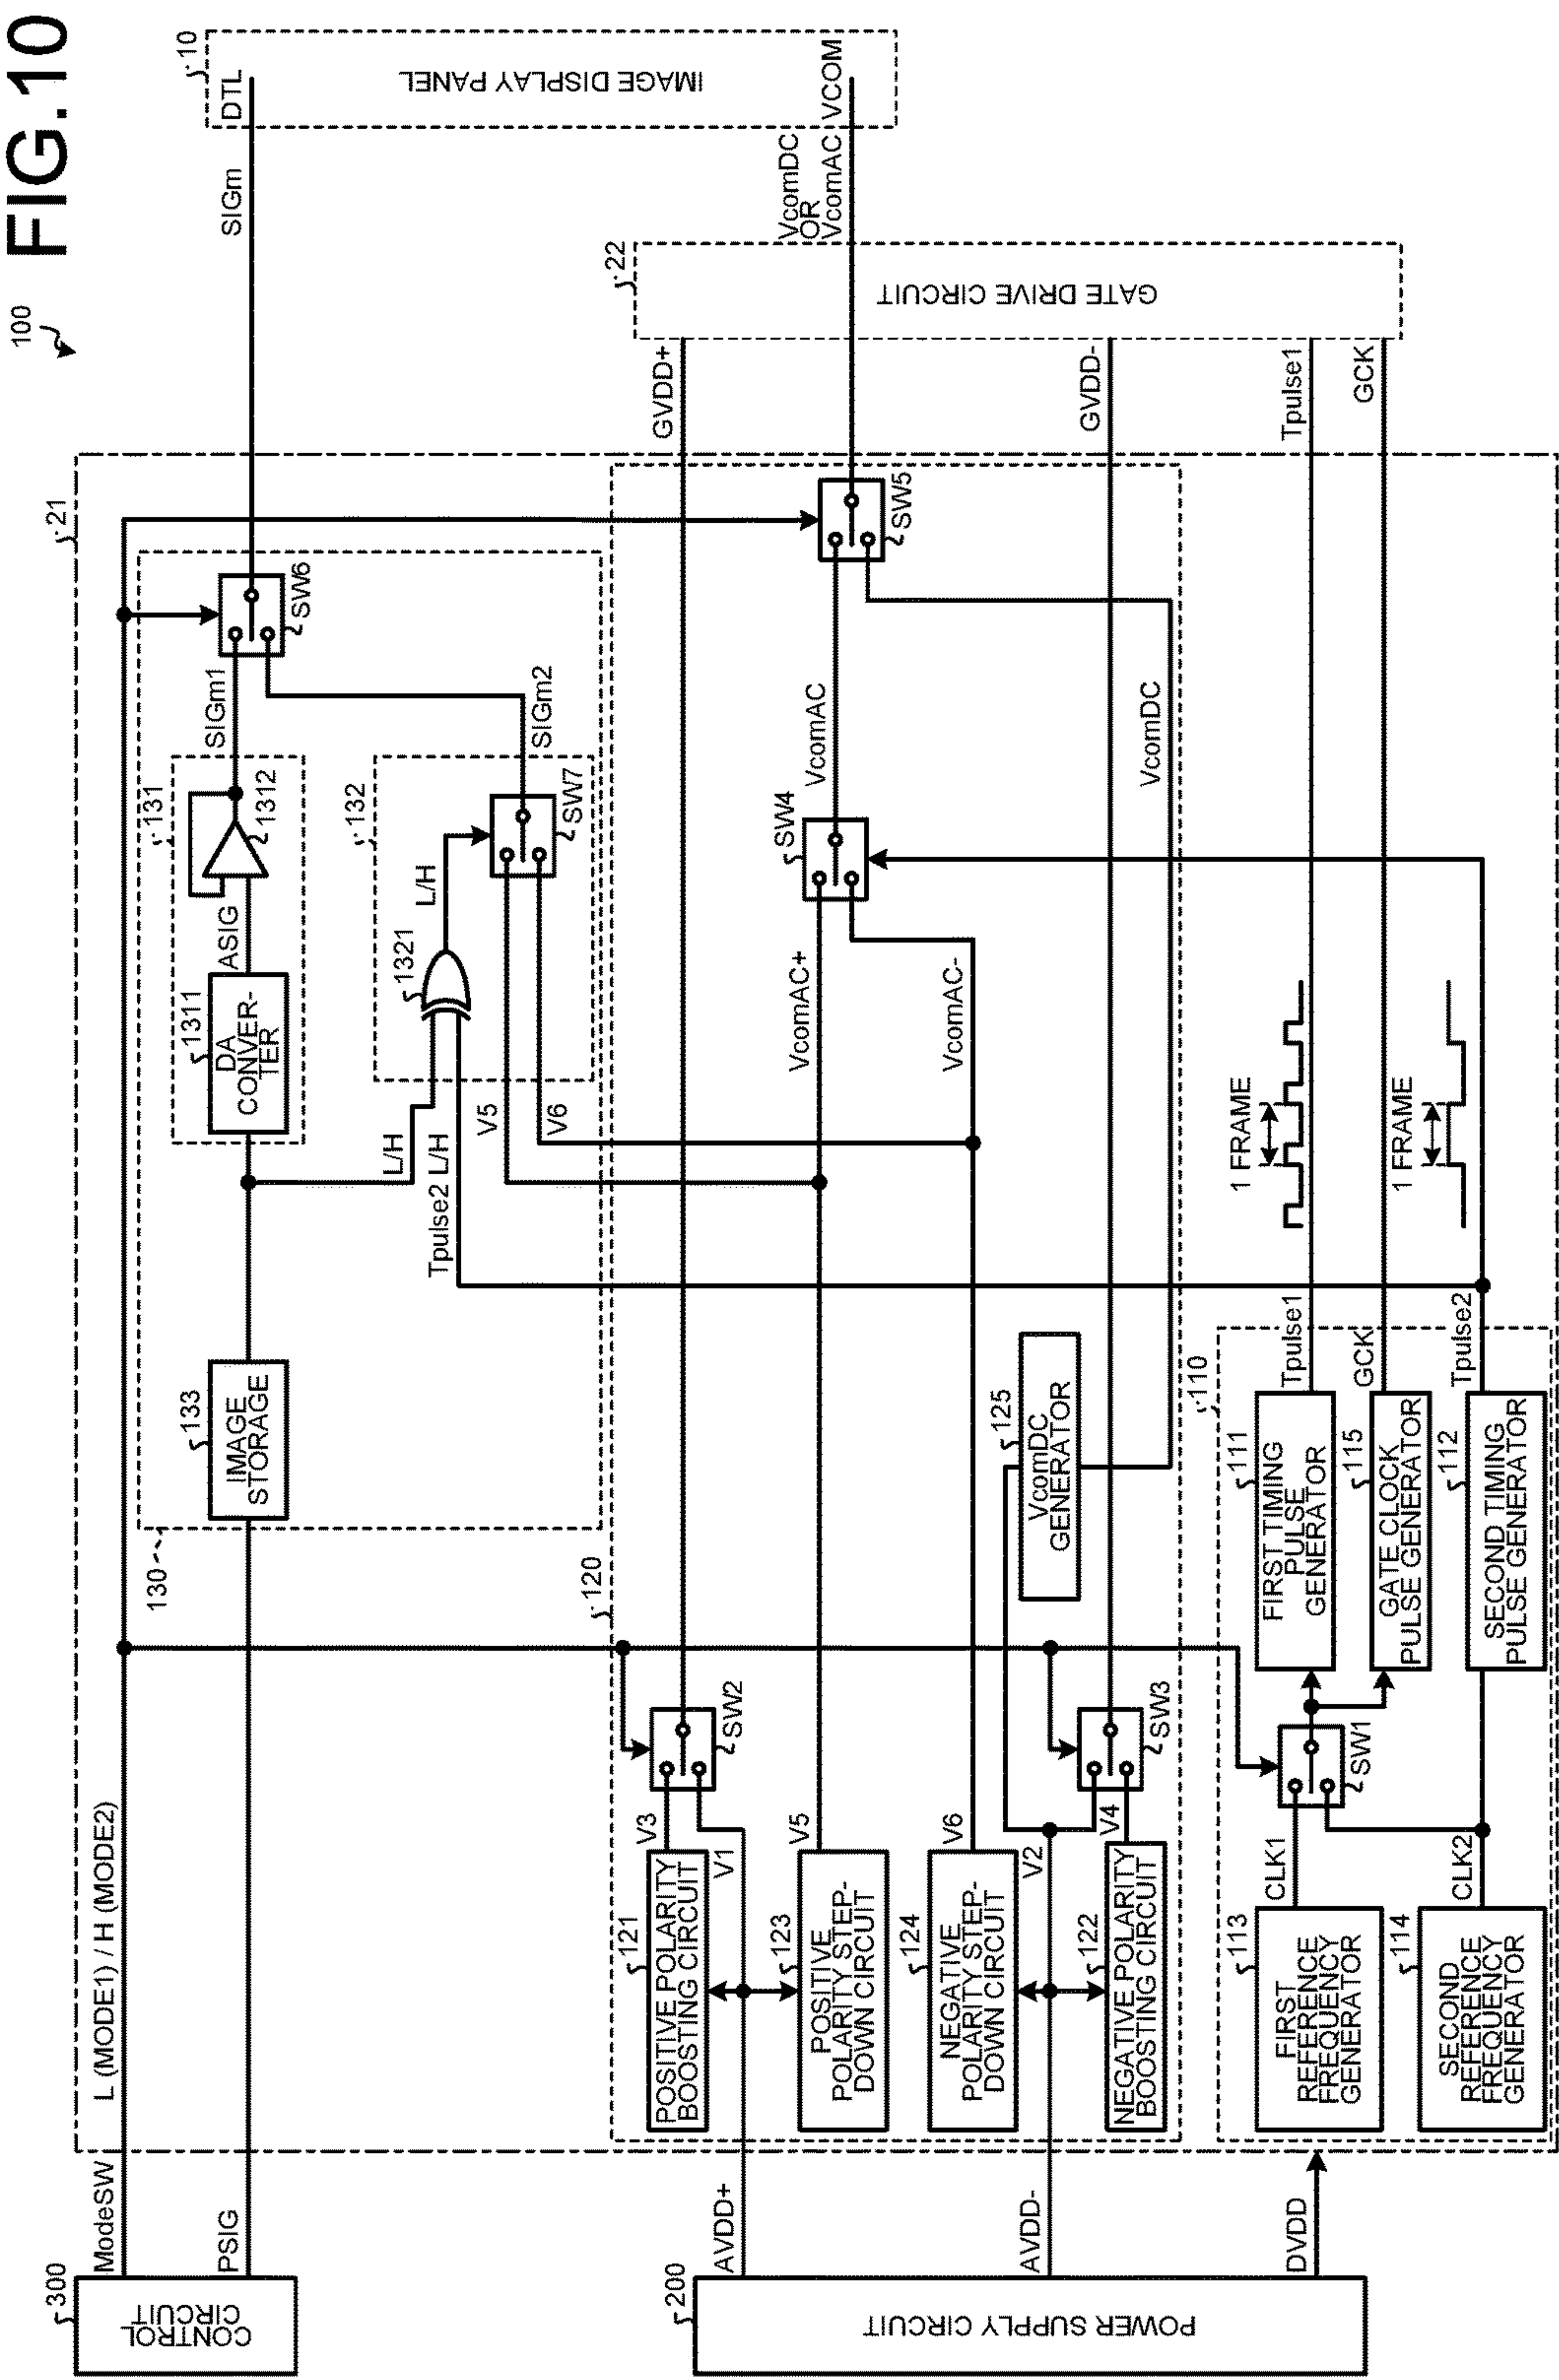 FIG.10
100
300
CONTROL
CIRCUIT
ModeSW
L (MODE1) / H (MODE2)
PSIG
21
130
133
IMAGE
STORAGE
131
1311
DA
CONVER-
TER
ASIG
1312
SIGm1
SW6
SIGm
DTL
10
IMAGE DISPLAY PANEL
VCOM
L/H
Tpulse2 L/H
132
1321
L/H
V5
V6
SW7
SIGm2
200
POWER SUPPLY CIRCUIT
AVDD+
AVDD-
DVDD
120
121
POSITIVE POLARITY
BOOSTING CIRCUIT
V3
V1
SW2
GVDD+
123
POSITIVE
POLARITY STEP-
DOWN CIRCUIT
V5
VcomAC+
124
NEGATIVE
POLARITY STEP-
DOWN CIRCUIT
V6
VcomAC-
SW4
VcomAC
SW5
VcomDC
OR
VcomAC
V2
122
NEGATIVE POLARITY
BOOSTING CIRCUIT
V4
SW3
125
VcomDC
GENERATOR
GVDD-
VcomDC
22
GATE DRIVE CIRCUIT
110
113
FIRST
REFERENCE
FREQUENCY
GENERATOR
CLK1
SW1
111
FIRST TIMING
PULSE
GENERATOR
Tpulse1
1 FRAME
Tpulse1
115
GATE CLOCK
PULSE GENERATOR
GCK
GCK
114
SECOND
REFERENCE
FREQUENCY
GENERATOR
CLK2
112
SECOND TIMING
PULSE GENERATOR
Tpulse2
1 FRAME